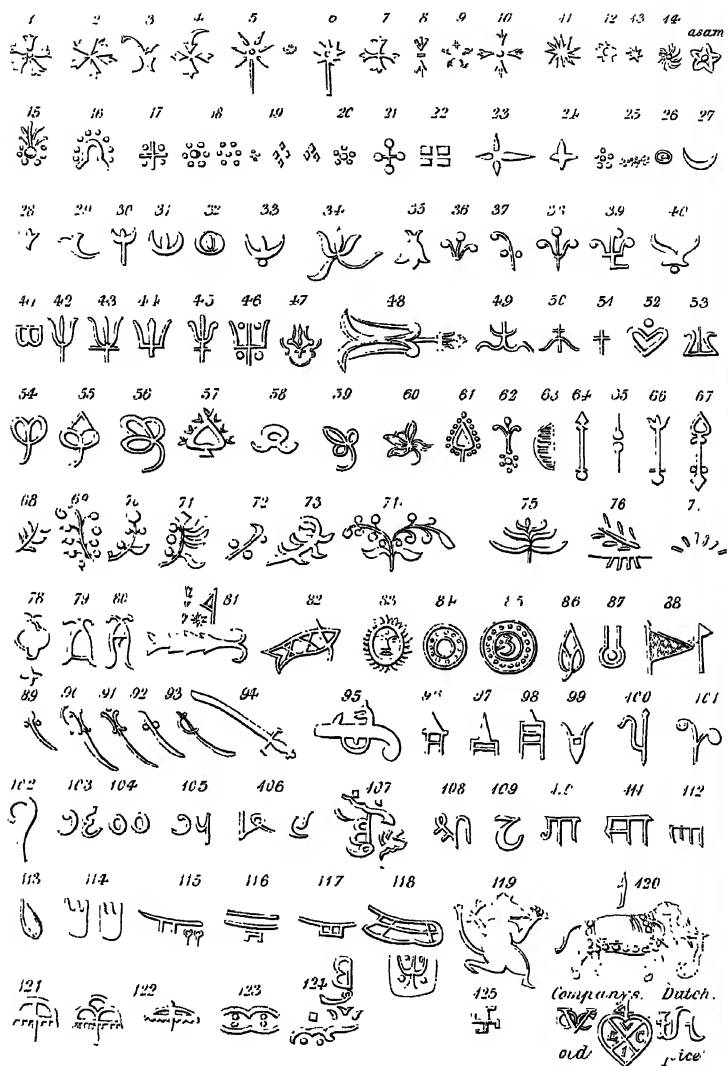 1 2 3 4 5 6 7 8 9 10 11 12 13 14 asam
15 16 17 18 19 20 21 22 23 24 25 26 27
28 29 30 31 32 33 34 35 36 37 38 39 40
41 42 43 44 45 46 47 48 49 50 51 52 53
54 55 56 57 58 59 60 61 62 63 64 65 66 67
68 69 70 71 72 73 74 75 76
78 79 80 81 82 83 84 85 86 87 88
89 90 91 92 93 94 95 96 97 98 99 100 101
102 103 104 105 106 107 108 109 110 111 112
113 114 115 116 117 118 119 120
121 122 123 124 125 Company's. Dutch.
old pice